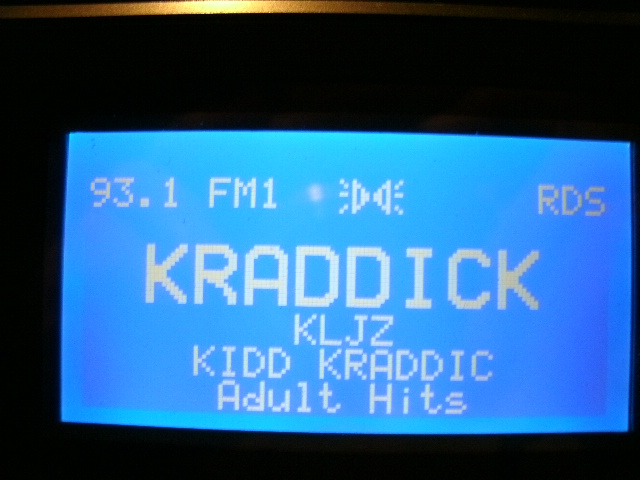 93.1 FM1 RDS
KRADDICK
KLJZ
KIDD KRADDIC
Adult Hits